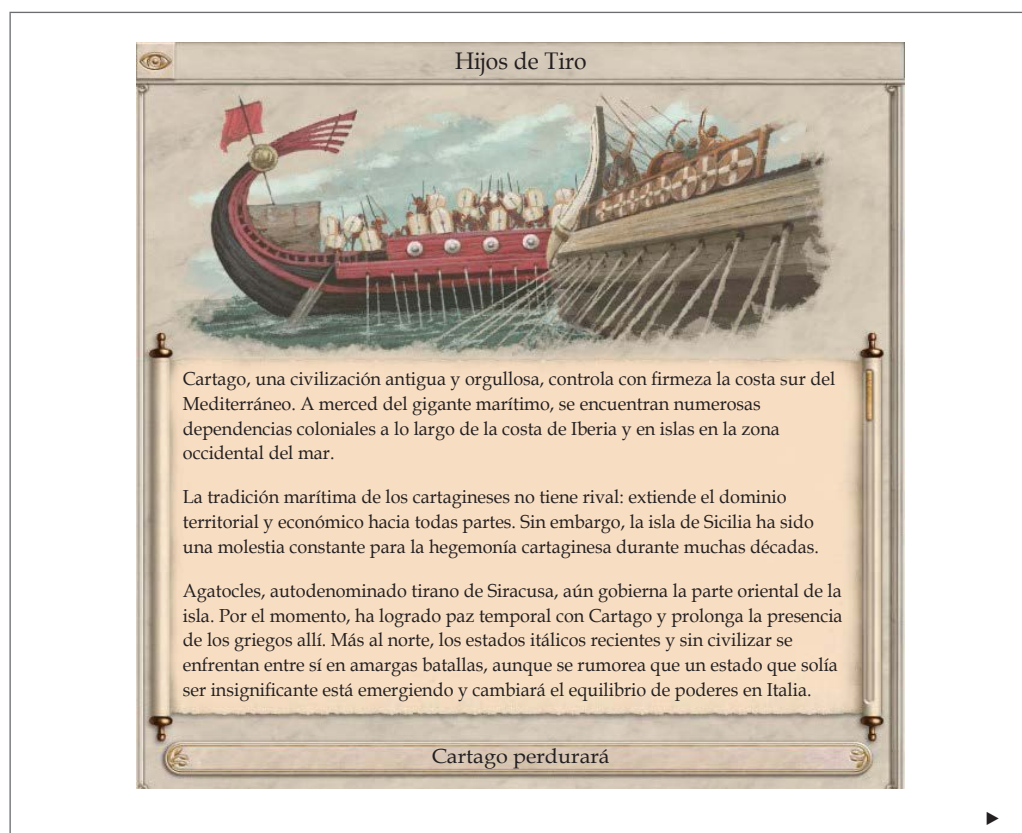 Hijos de Tiro
Cartago, una civilización antigua y orgullosa, controla con firmeza la costa sur del
Mediterráneo. A merced del gigante marítimo, se encuentran numerosas
dependencias coloniales a lo largo de la costa de Iberia y en islas en la zona
occidental del mar.
La tradición marítima de los cartagineses no tiene rival: extiende el dominio
territorial y económico hacia todas partes. Sin embargo, la isla de Sicilia ha sido
una molestia constante para la hegemonía cartaginesa durante muchas décadas.
Agatocles, autodenominado tirano de Siracusa, aún gobierna la parte oriental de la
isla. Por el momento, ha logrado paz temporal con Cartago y prolonga la presencia
de los griegos allí. Más al norte, los estados itálicos recientes y sin civilizar se
enfrentan entre sí en amargas batallas, aunque se rumorea que un estado que solía
ser insignificante está emergiendo y cambiará el equilibrio de poderes en Italia.
Cartago perdurará